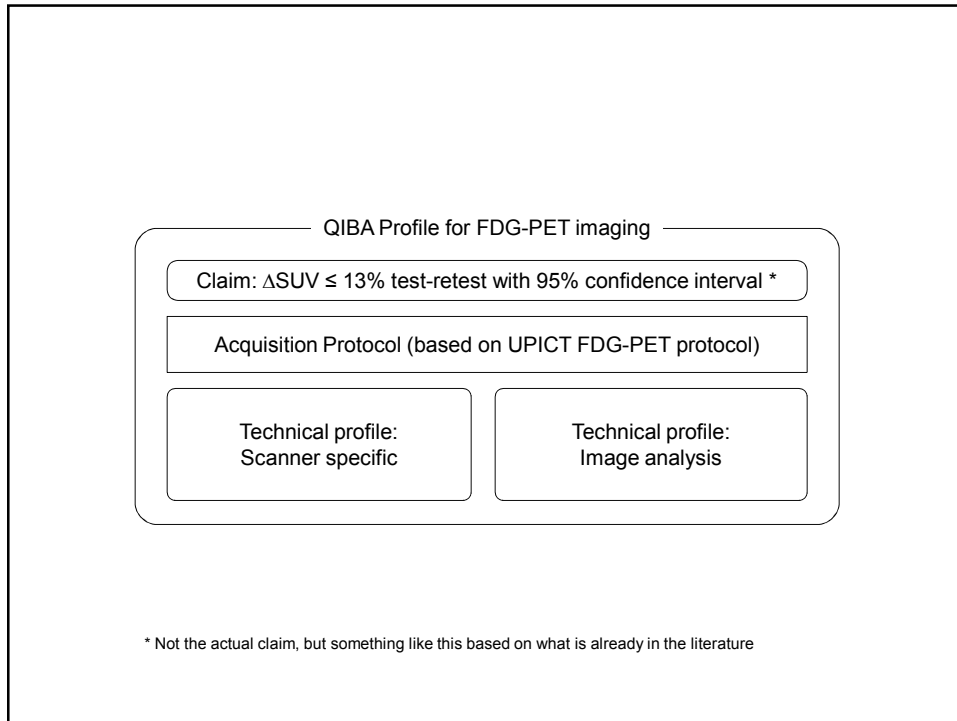 QIBA Profile for FDG-PET imaging
Claim: ΔSUV ≤ 13% test-retest with 95% confidence interval *
Acquisition Protocol (based on UPICT FDG-PET protocol)
Technical profile:
Scanner specific
Technical profile:
Image analysis
* Not the actual claim, but something like this based on what is already in the literature